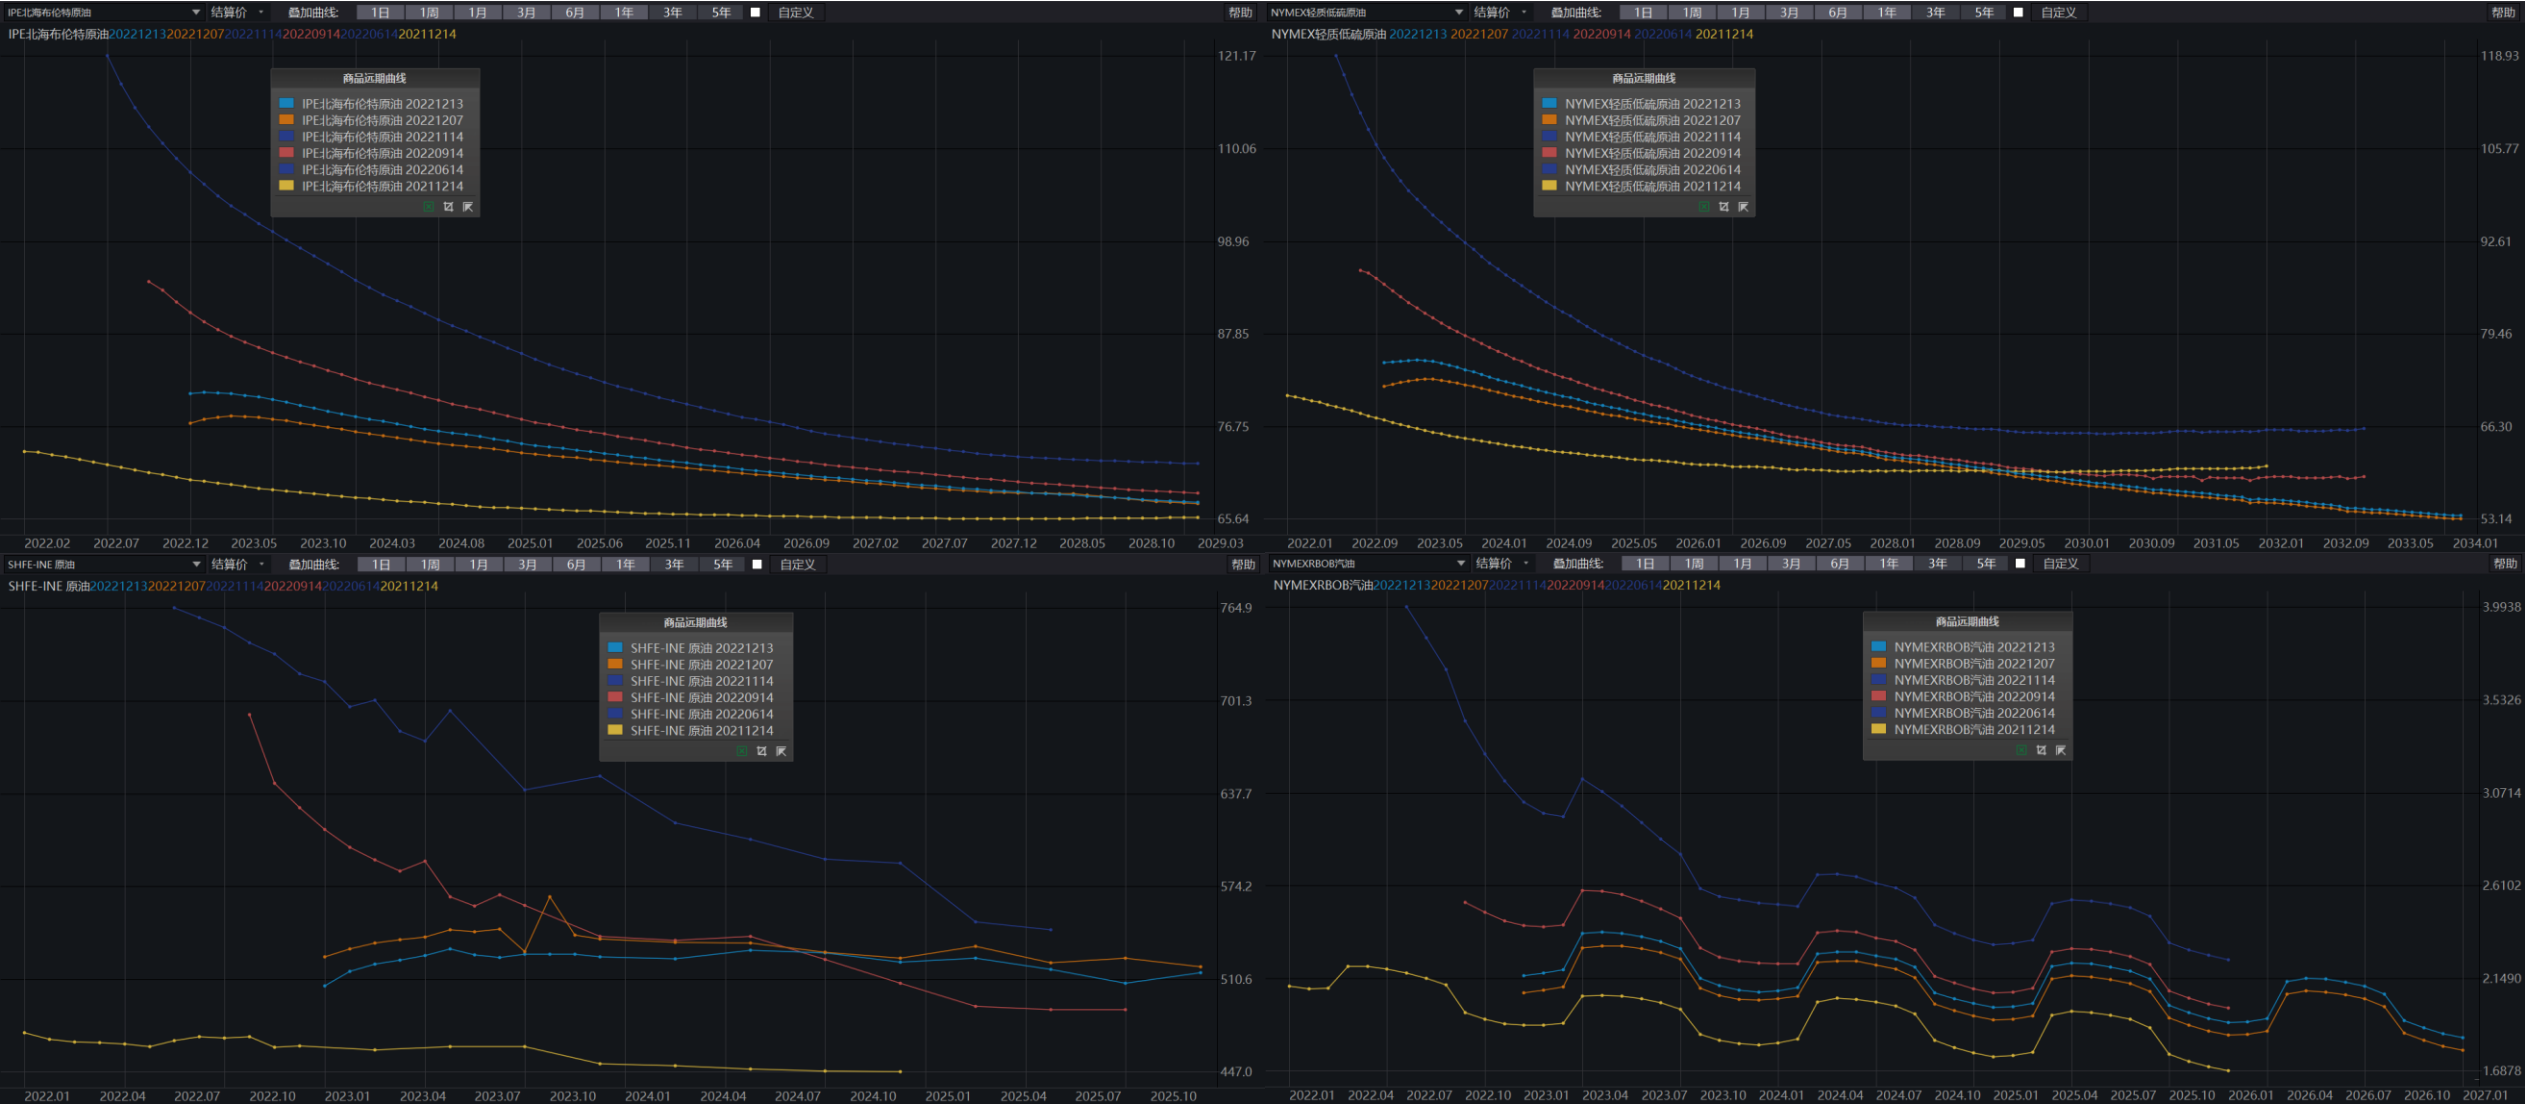 IPE北海布伦特原油 结算价 叠加曲线: 1日 1周 1月 3月 6月 1年 3年 5年 自定义 帮助
IPE北海布伦特原油202212132022120720221114202209142022061420211214
商品远期曲线
IPE北海布伦特原油 20221213
IPE北海布伦特原油 20221207
IPE北海布伦特原油 20221114
IPE北海布伦特原油 20220914
IPE北海布伦特原油 20220614
IPE北海布伦特原油 20211214
121.17
110.06
98.96
87.85
76.75
65.64
2022.02 2022.07 2022.12 2023.05 2023.10 2024.03 2024.08 2025.01 2025.06 2025.11 2026.04 2026.09 2027.02 2027.07 2027.12 2028.05 2028.10 2029.03
NYMEX轻质低硫原油 结算价 叠加曲线: 1日 1周 1月 3月 6月 1年 3年 5年 自定义 帮助
NYMEX轻质低硫原油 20221213 20221207 20221114 20220914 20220614 20211214
商品远期曲线
NYMEX轻质低硫原油 20221213
NYMEX轻质低硫原油 20221207
NYMEX轻质低硫原油 20221114
NYMEX轻质低硫原油 20220914
NYMEX轻质低硫原油 20220614
NYMEX轻质低硫原油 20211214
118.93
105.77
92.61
79.46
66.30
53.14
2022.01 2022.09 2023.05 2024.01 2024.09 2025.05 2026.01 2026.09 2027.05 2028.01 2028.09 2029.05 2030.01 2030.09 2031.05 2032.01 2032.09 2033.05 2034.01
SHFE-INE 原油 结算价 叠加曲线: 1日 1周 1月 3月 6月 1年 3年 5年 自定义 帮助
SHFE-INE 原油202212132022120720221114202209142022061420211214
商品远期曲线
SHFE-INE 原油 20221213
SHFE-INE 原油 20221207
SHFE-INE 原油 20221114
SHFE-INE 原油 20220914
SHFE-INE 原油 20220614
SHFE-INE 原油 20211214
764.9
701.3
637.7
574.2
510.6
447.0
2022.01 2022.04 2022.07 2022.10 2023.01 2023.04 2023.07 2023.10 2024.01 2024.04 2024.07 2024.10 2025.01 2025.04 2025.07 2025.10
NYMEXRBOB汽油 结算价 叠加曲线: 1日 1周 1月 3月 6月 1年 3年 5年 自定义 帮助
NYMEXRBOB汽油202212132022120720221114202209142022061420211214
商品远期曲线
NYMEXRBOB汽油 20221213
NYMEXRBOB汽油 20221207
NYMEXRBOB汽油 20221114
NYMEXRBOB汽油 20220914
NYMEXRBOB汽油 20220614
NYMEXRBOB汽油 20211214
3.9938
3.5326
3.0714
2.6102
2.1490
1.6878
2022.01 2022.04 2022.07 2022.10 2023.01 2023.04 2023.07 2023.10 2024.01 2024.04 2024.07 2024.10 2025.01 2025.04 2025.07 2025.10 2026.01 2026.04 2026.07 2026.10 2027.01